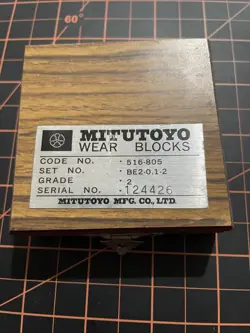 60°
MITUTOYO
WEAR BLOCKS
CODE NO. · 516-805
SET NO. · BE2-0.1·2
GRADE · 2
SERIAL NO. · 124426
MITUTOYO MFG. CO., LTD.